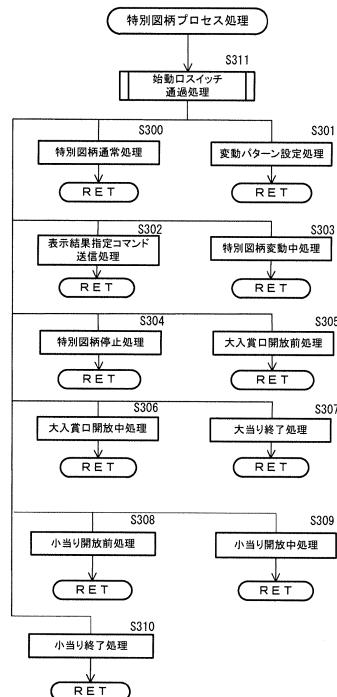 特別図柄プロセス処理
S311
始動口スイッチ
通過処理
S300
特別図柄通常処理
RET
S301
変動パターン設定処理
RET
S302
表示結果指定コマンド
送信処理
RET
S303
特別図柄変動中処理
RET
S304
特別図柄停止処理
RET
S305
大入賞口開放前処理
RET
S306
大入賞口開放中処理
RET
S307
大当り終了処理
RET
S308
小当り開放前処理
RET
S309
小当り開放中処理
RET
S310
小当り終了処理
RET